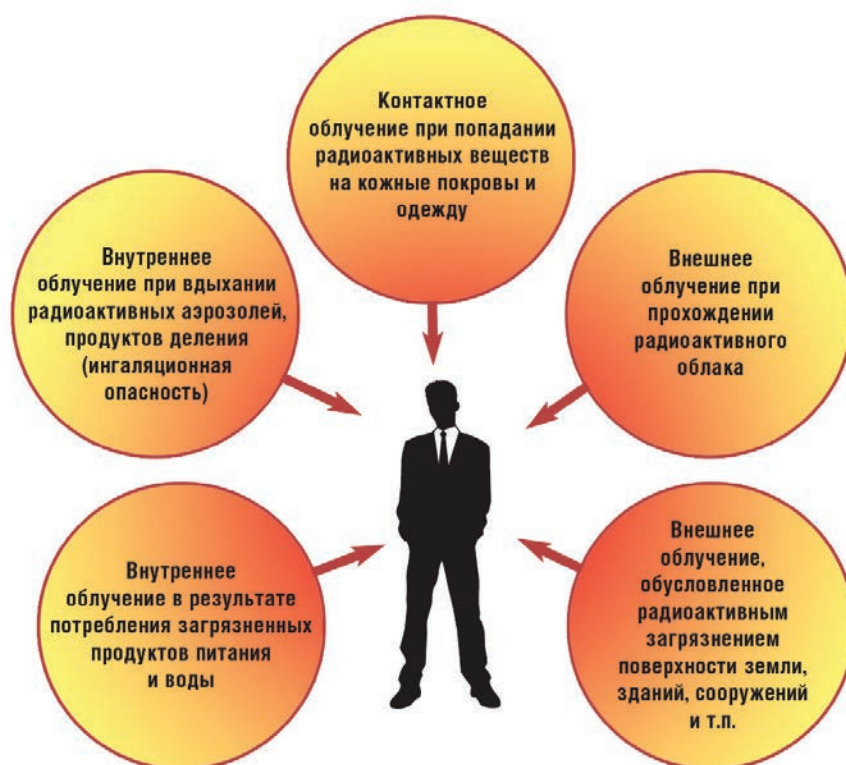 Контактное
облучение при попадании
радиоактивных веществ
на кожные покровы и
одежду
Внутреннее
облучение при вдыхании
радиоактивных аэрозолей,
продуктов деления
(ингаляционная
опасность)
Внешнее
облучение при
прохождении
радиоактивного
облака
Внутреннее
облучение в результате
потребления загрязненных
продуктов питания
и воды
Внешнее
облучение,
обусловленное
радиоактивным
загрязнением
поверхности земли,
зданий, сооружений
и т.п.